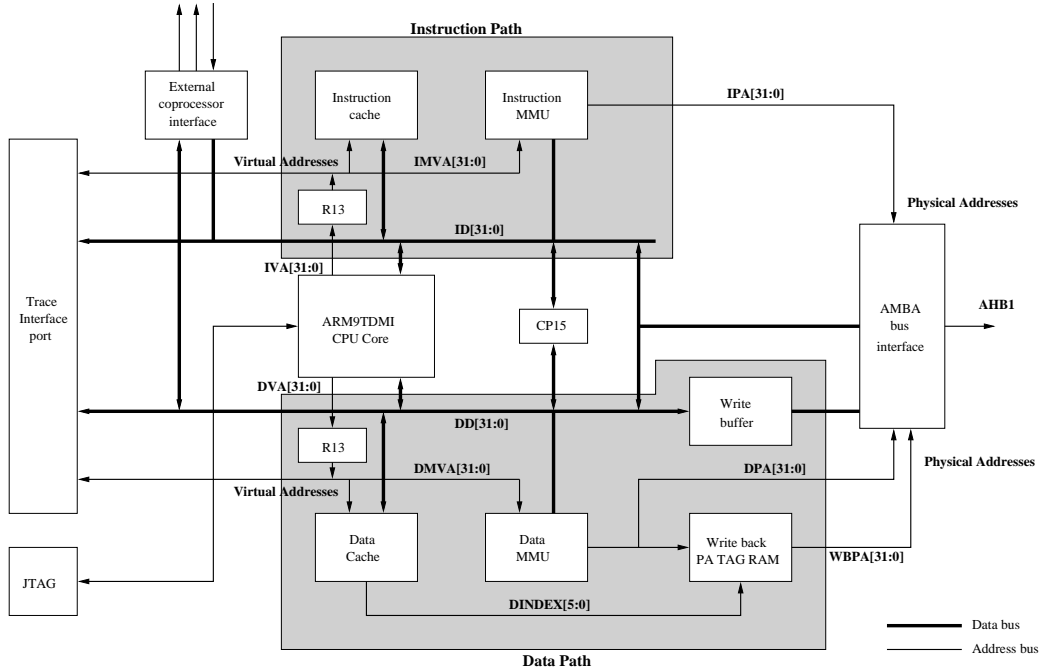 Instruction Path
External
coprocessor
interface
Instruction
cache
Instruction
MMU
IPA[31:0]
Virtual Addresses
IMVA[31:0]
R13
Physical Addresses
ID[31:0]
IVA[31:0]
Trace
Interface
port
ARM9TDMI
CPU Core
CP15
AMBA
bus
interface
AHB1
DVA[31:0]
DD[31:0]
Write
buffer
R13
DMVA[31:0]
DPA[31:0]
Physical Addresses
Virtual Addresses
Data
Cache
Data
MMU
Write back
PA TAG RAM
WBPA[31:0]
JTAG
DINDEX[5:0]
Data bus
Address bus
Data Path